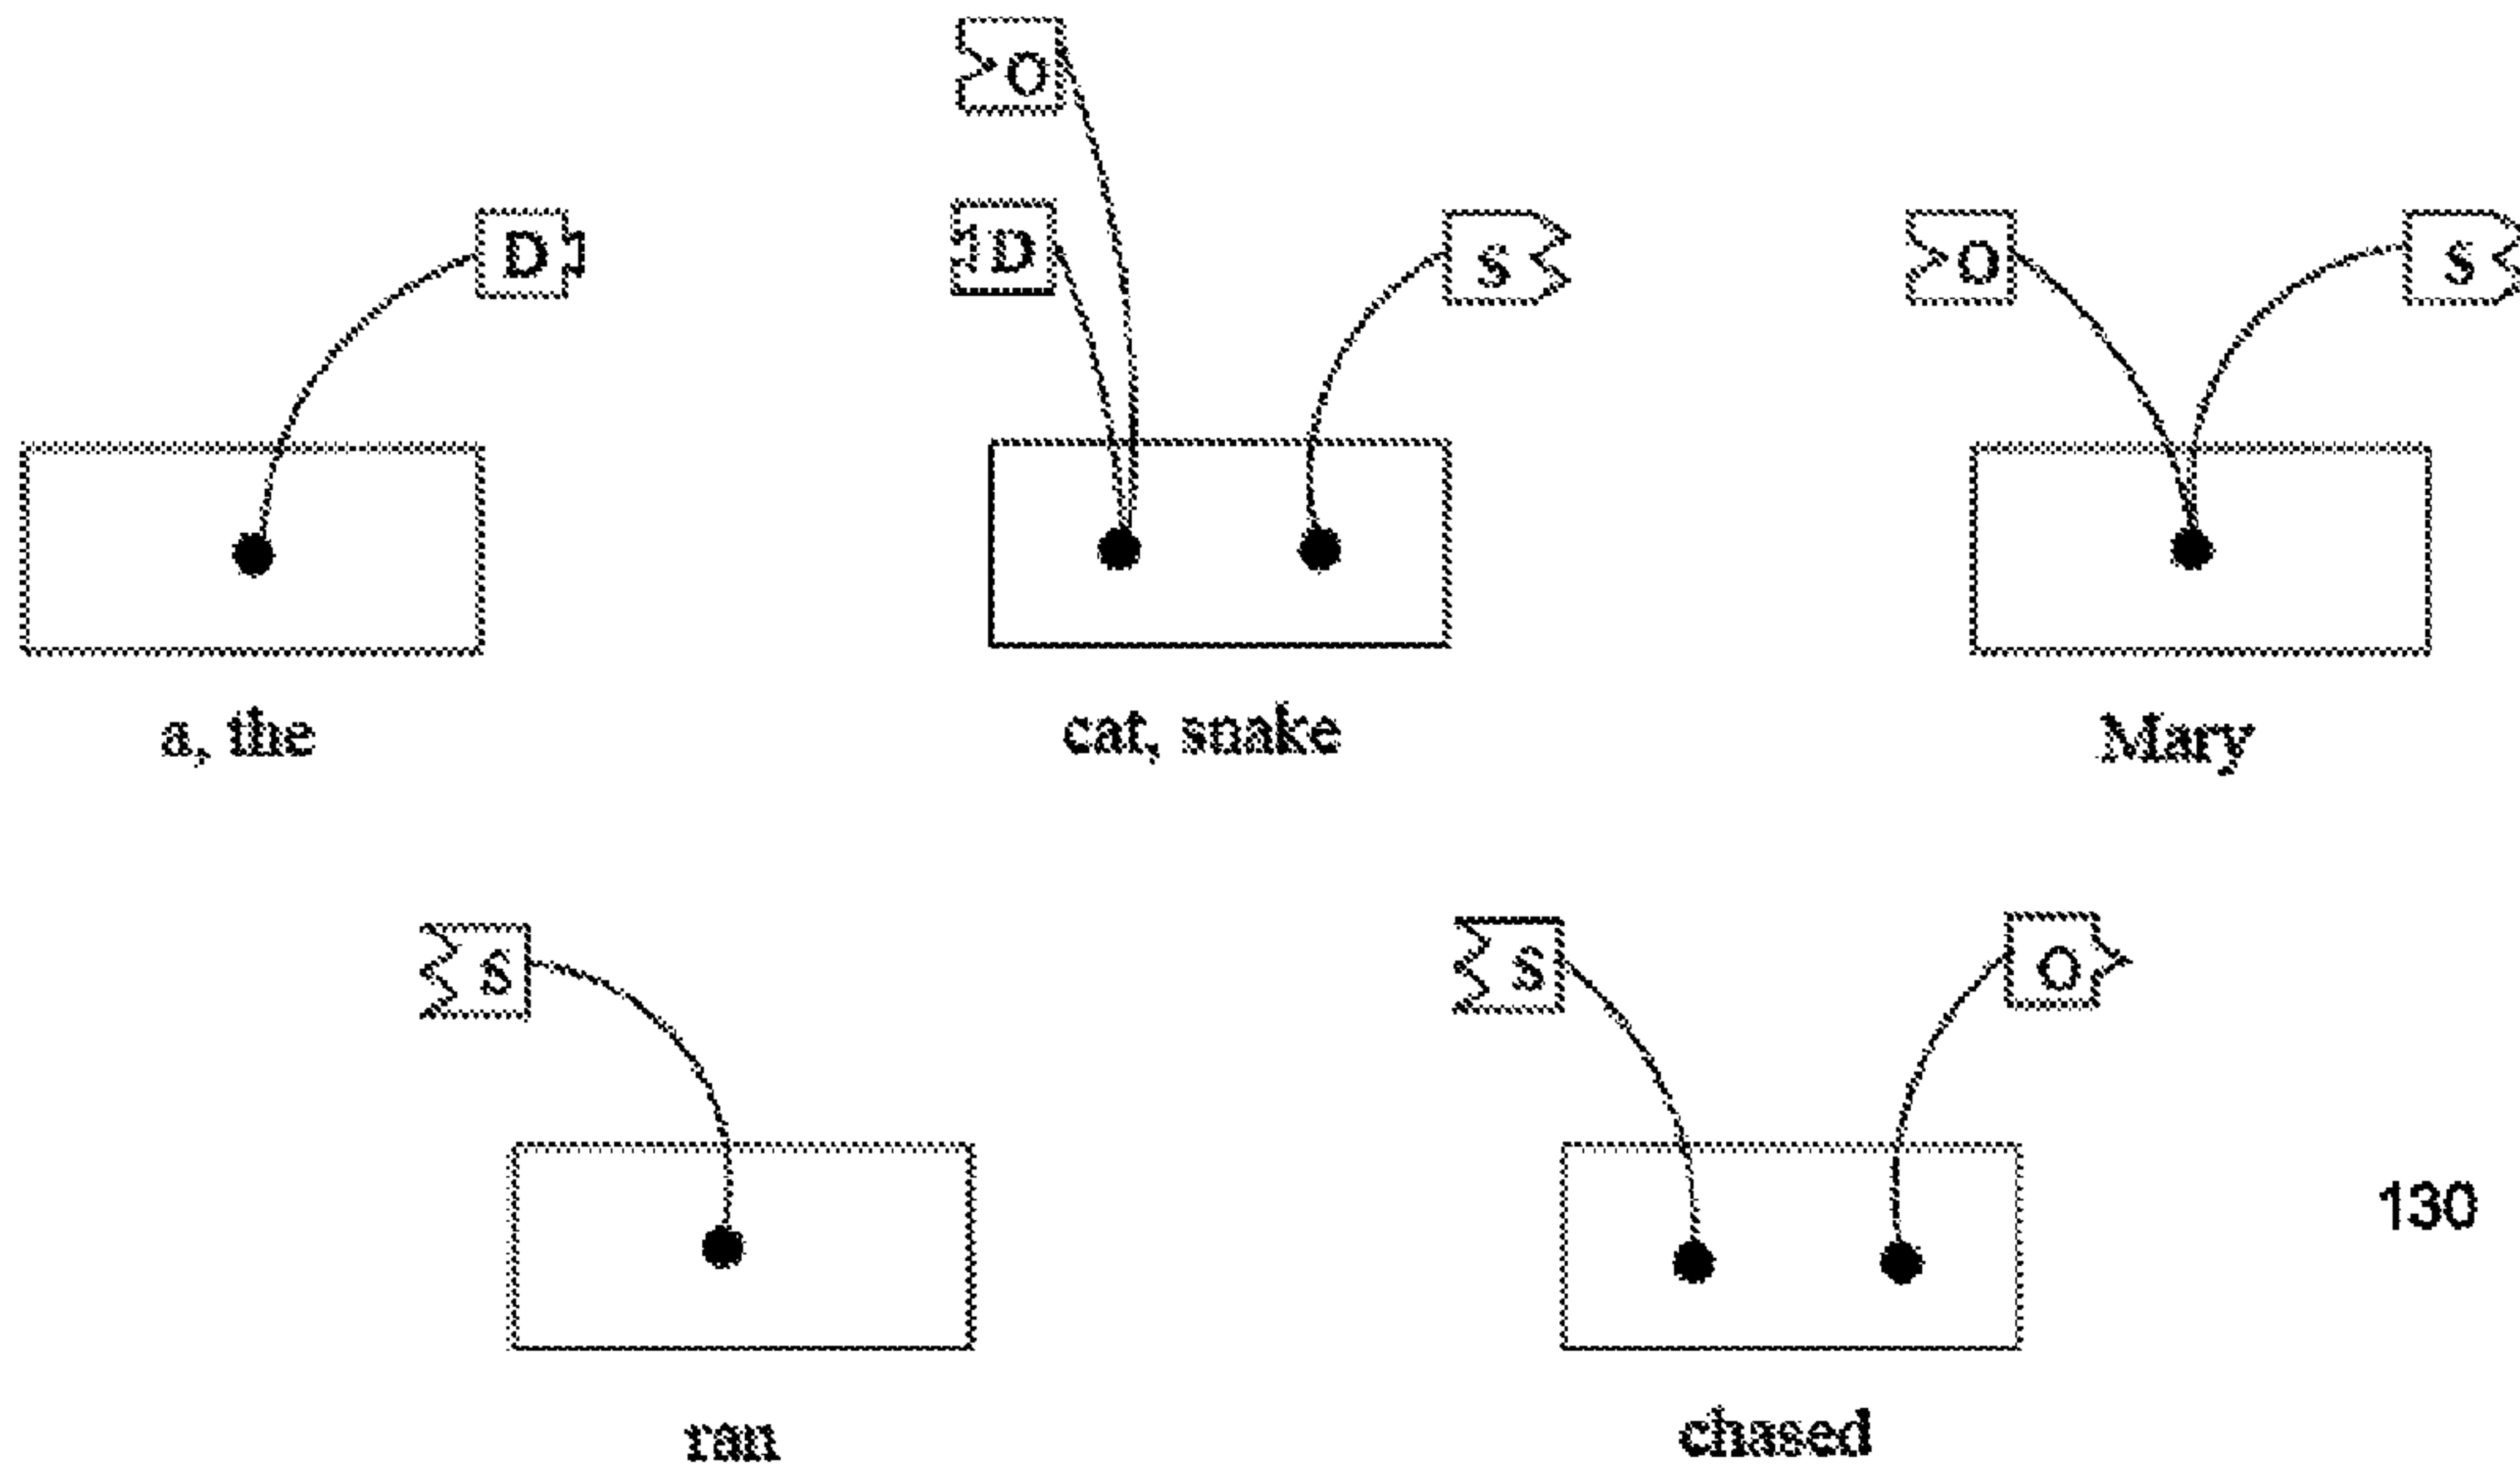 O
D D S O S
a, the cat, snake Mary
S S O
130
ran chased